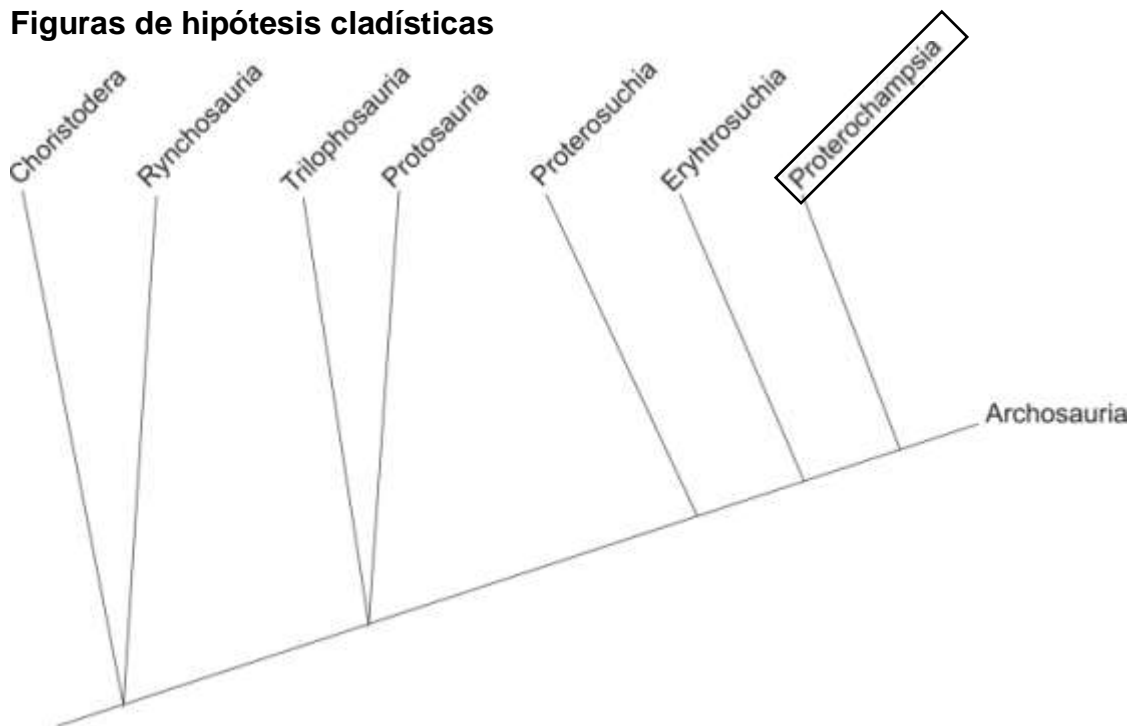 Figuras de hipótesis cladísticas
Choristodera
Rynchosauria
Trilophosauria
Protosauria
Proterosuchia
Eryhtrosuchia
Proterochampsia
Archosauria